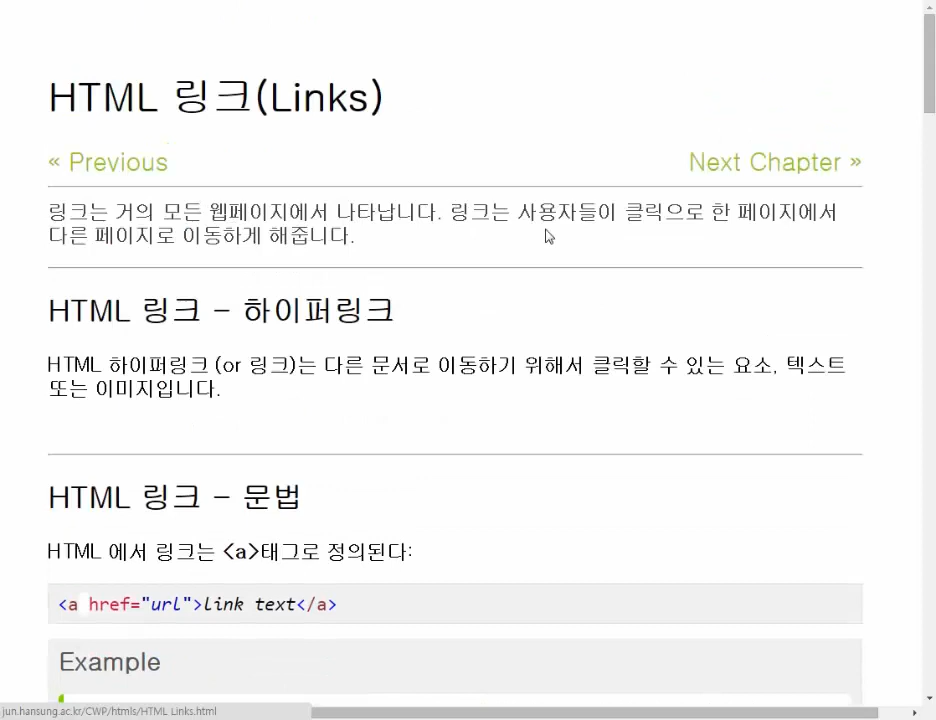 HTML 링크(Links)
« Previous
Next Chapter »
링크는 거의 모든 웹페이지에서 나타납니다. 링크는 사용자들이 클릭으로 한 페이지에서
다른 페이지로 이동하게 해줍니다.
HTML 링크 - 하이퍼링크
HTML 하이퍼링크 (or 링크)는 다른 문서로 이동하기 위해서 클릭할 수 있는 요소, 텍스트
또는 이미지입니다.
HTML 링크 - 문법
HTML 에서 링크는 <a>태그로 정의된다:
<a href="url">link text</a>
Example
jun.hansung.ac.kr/CWP/htmls/HTML Links.html